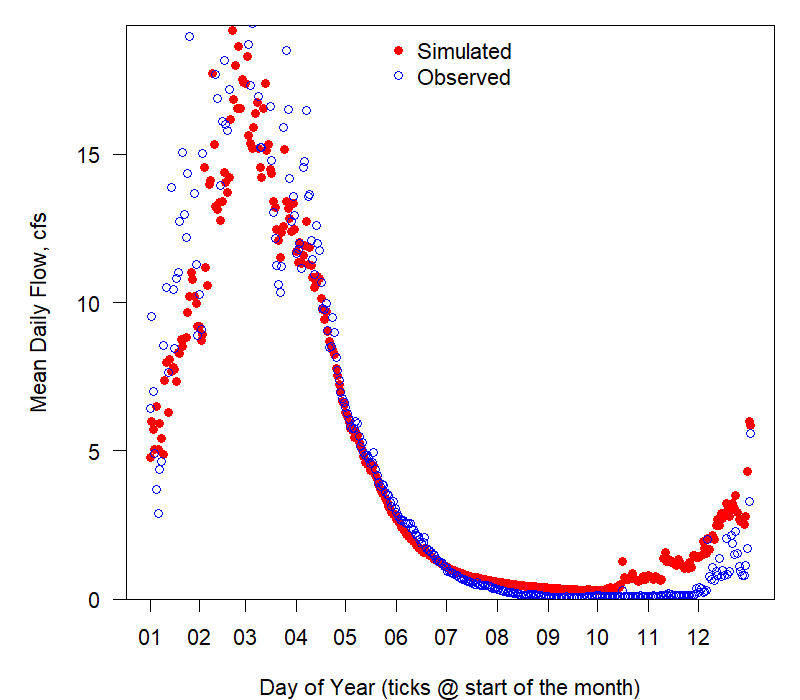 Simulated
Observed
15
10
5
0
Mean Daily Flow, cfs
01 02 03 04 05 06 07 08 09 10 11 12
Day of Year (ticks @ start of the month)